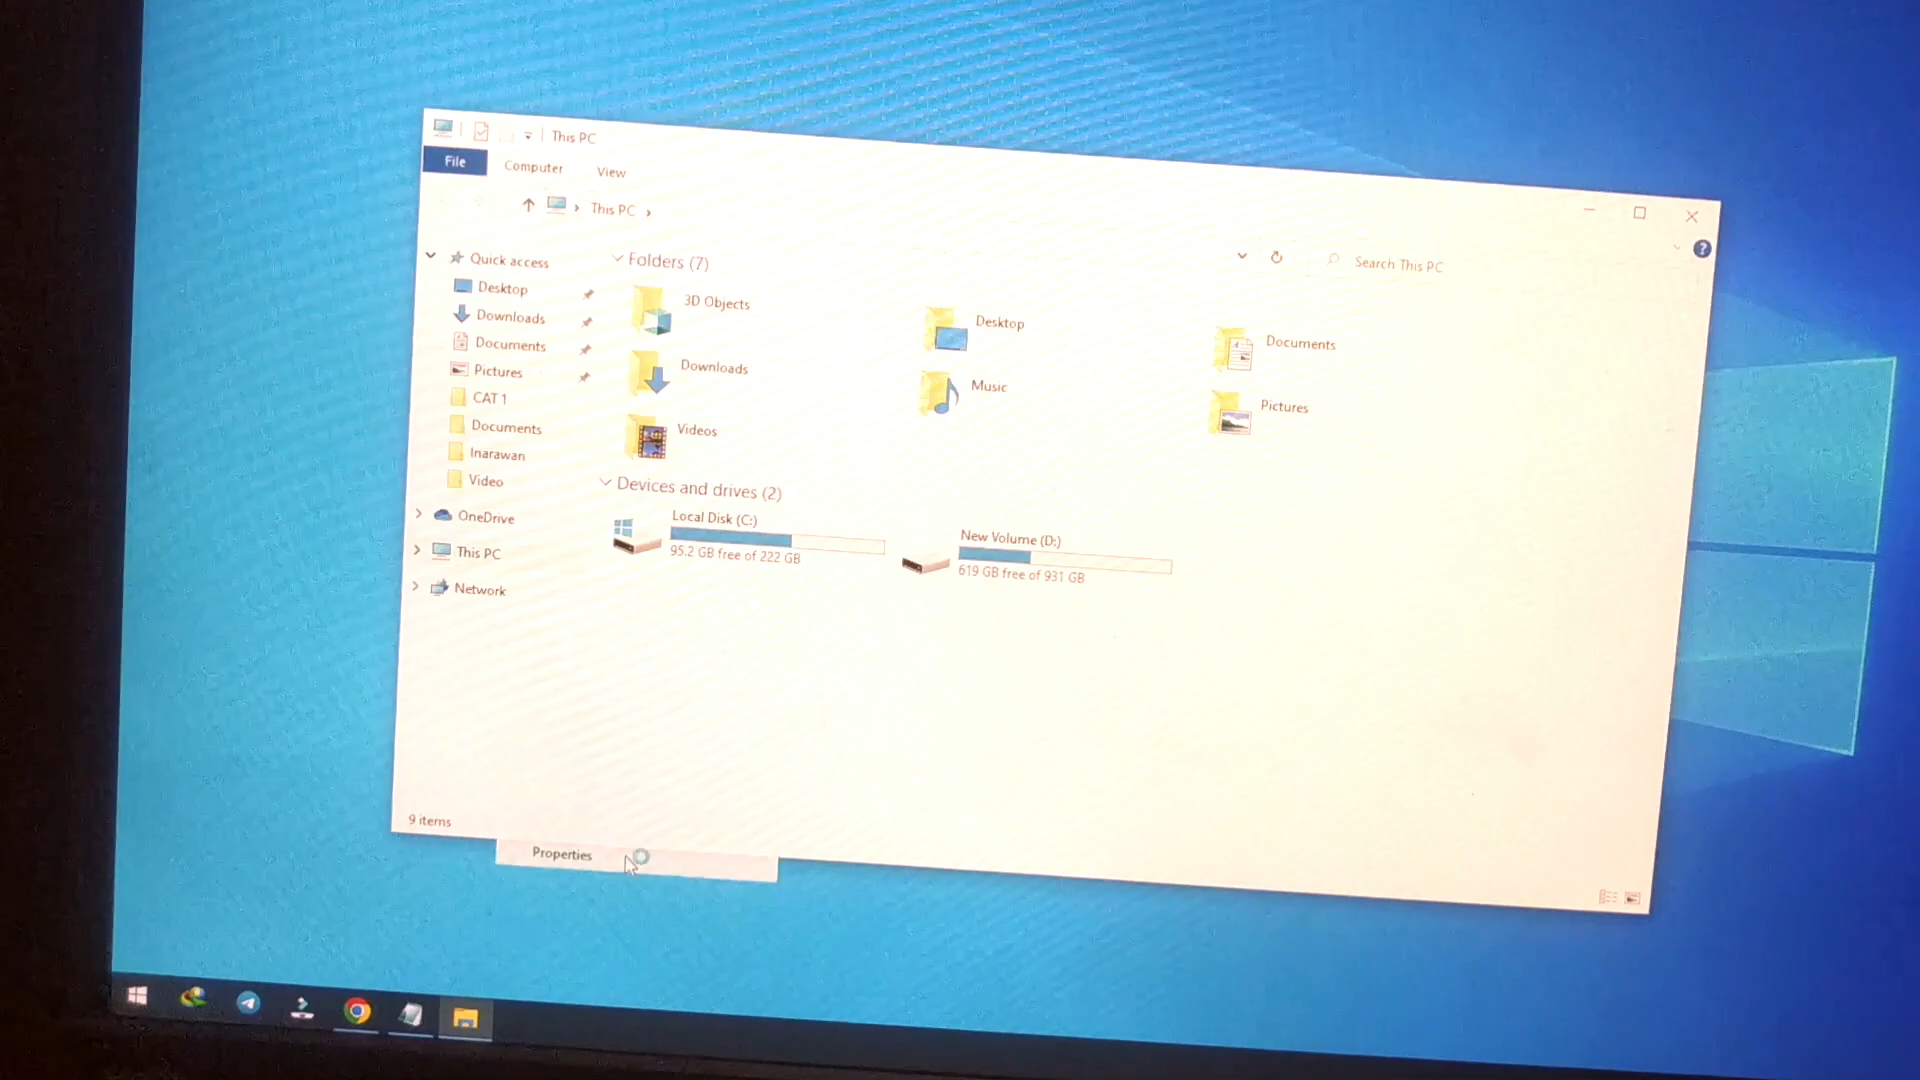 This PC
File
Computer
View
This PC
Search This PC
Quick access
Desktop
Downloads
Documents
Pictures
CAT 1
Documents
Inarawan
Video
OneDrive
This PC
Network
Folders (7)
3D Objects
Desktop
Documents
Downloads
Music
Pictures
Videos
Devices and drives (2)
Local Disk (C:)
95.2 GB free of 222 GB
New Volume (D:)
619 GB free of 931 GB
9 items
Properties